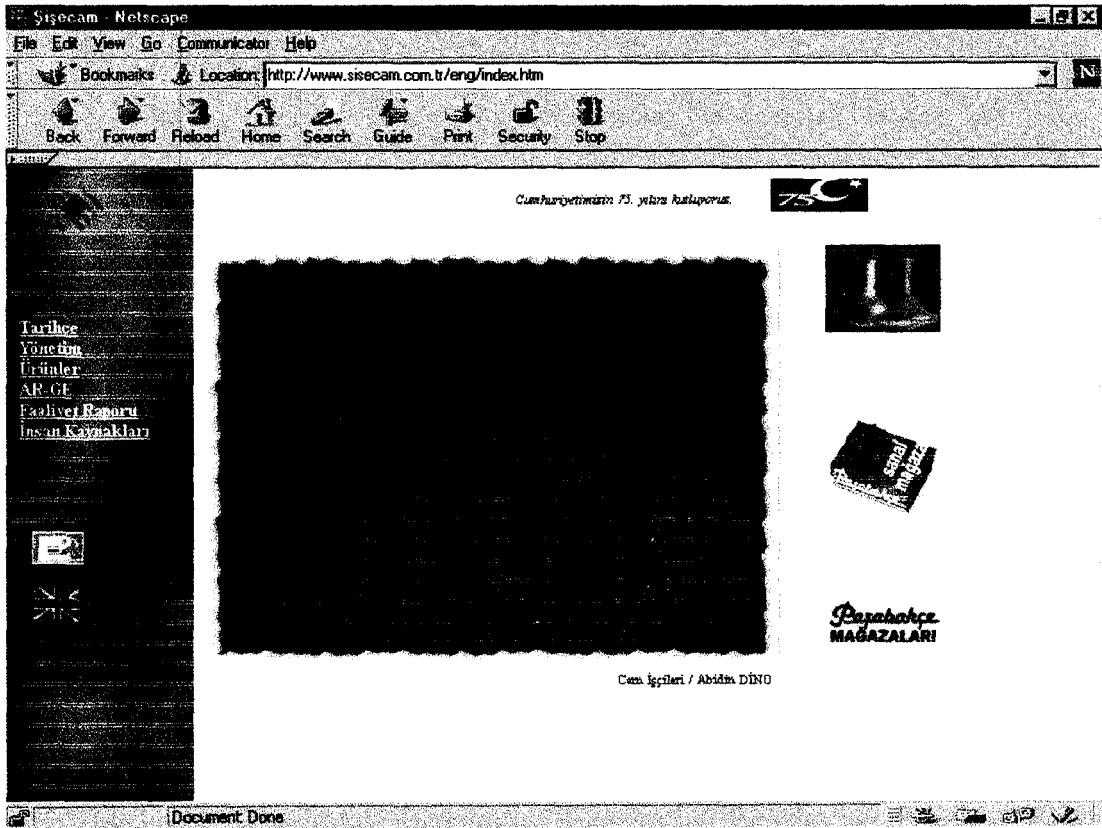 Şişecam - Netscape
File Edit View Go Communicator Help
Bookmarks Location: http://www.sisecam.com.tr/eng/index.htm
N
Back Forward Reload Home Search Guide Print Security Stop
Cumhuriyetimizin 75. yılını kutluyoruz.
75
Tarihçe
Yönetim
Ürünler
AR-GE
Faaliyet Raporu
İnsan Kaynakları
sanal
mağaza
Paşabahçe
MAĞAZALARI
Cam İşçileri / Abidin DİNO
Document: Done